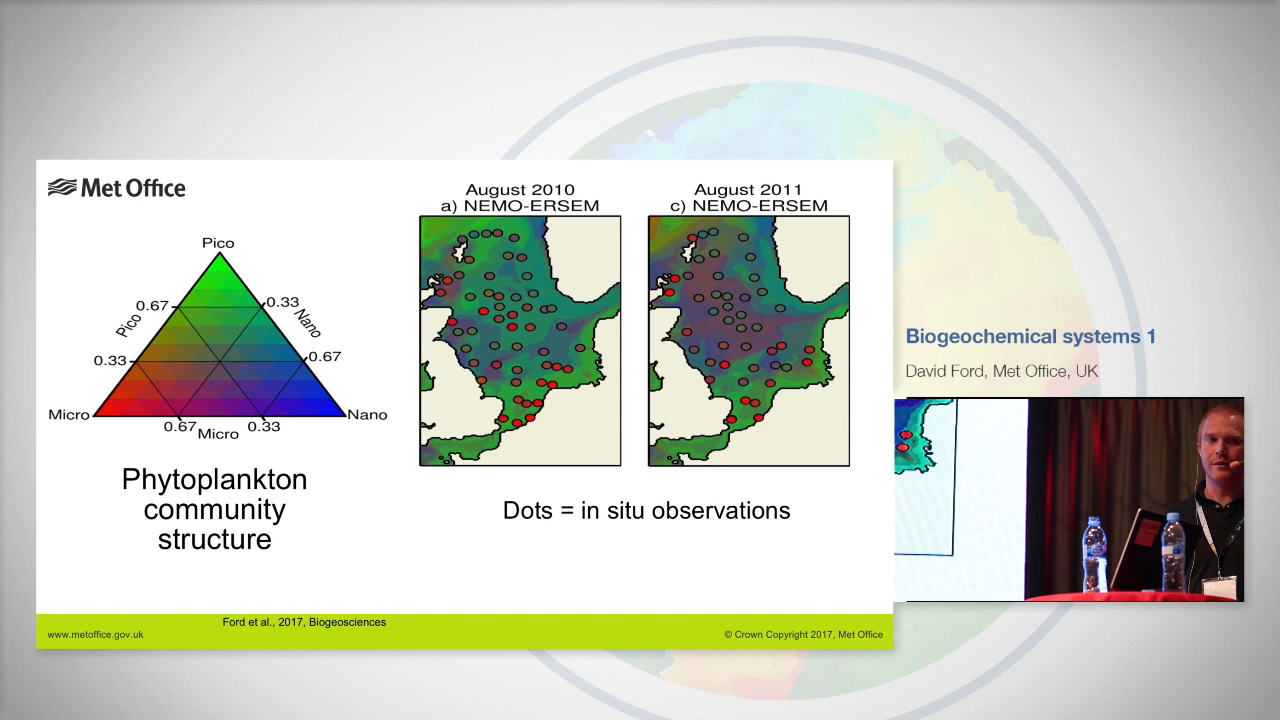 Met Office
August 2010
a) NEMO-ERSEM
August 2011
c) NEMO-ERSEM
Pico
0.67
0.33
Pico
Nano
0.33
0.67
Micro
Nano
0.67
0.33
Micro
Phytoplankton
community
structure
Dots = in situ observations
Ford et al., 2017, Biogeosciences
www.metoffice.gov.uk
© Crown Copyright 2017, Met Office
Biogeochemical systems 1
David Ford, Met Office, UK